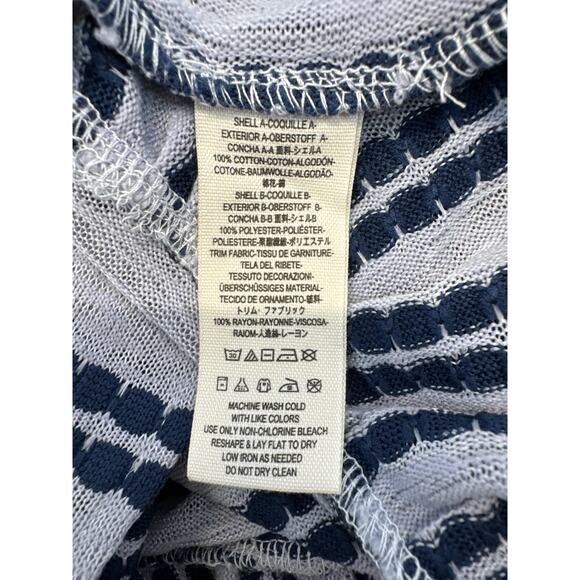 SHELL A-COQUILLE A-
EXTERIOR A-OBERSTOFF A-
CONCHA A-A 面料-シェルA
100% COTTON-COTON-ALGODÓN-
COTONE-BAUMWOLLE-ALGODÃO-
棉花-綿
SHELL B-COQUILLE B-
EXTERIOR B-OBERSTOFF B-
CONCHA B-B 面料-シェルB
100% POLYESTER-POLIÉSTER-
POLIESTERE-聚酯纖維-ポリエステル
TRIM FABRIC-TISSU DE GARNITURE-
TELA DEL RIBETE-
TESSUTO DECORAZIONI-
ÜBERSCHÜSSIGES MATERIAL-
TECIDO DE ORNAMENTO-輔料-
トリム・ファブリック
100% RAYON-RAYONNE-VISCOSA-
RAIOM-人造絲-レーヨン
30
MACHINE WASH COLD
WITH LIKE COLORS
USE ONLY NON-CHLORINE BLEACH
RESHAPE & LAY FLAT TO DRY
LOW IRON AS NEEDED
DO NOT DRY CLEAN